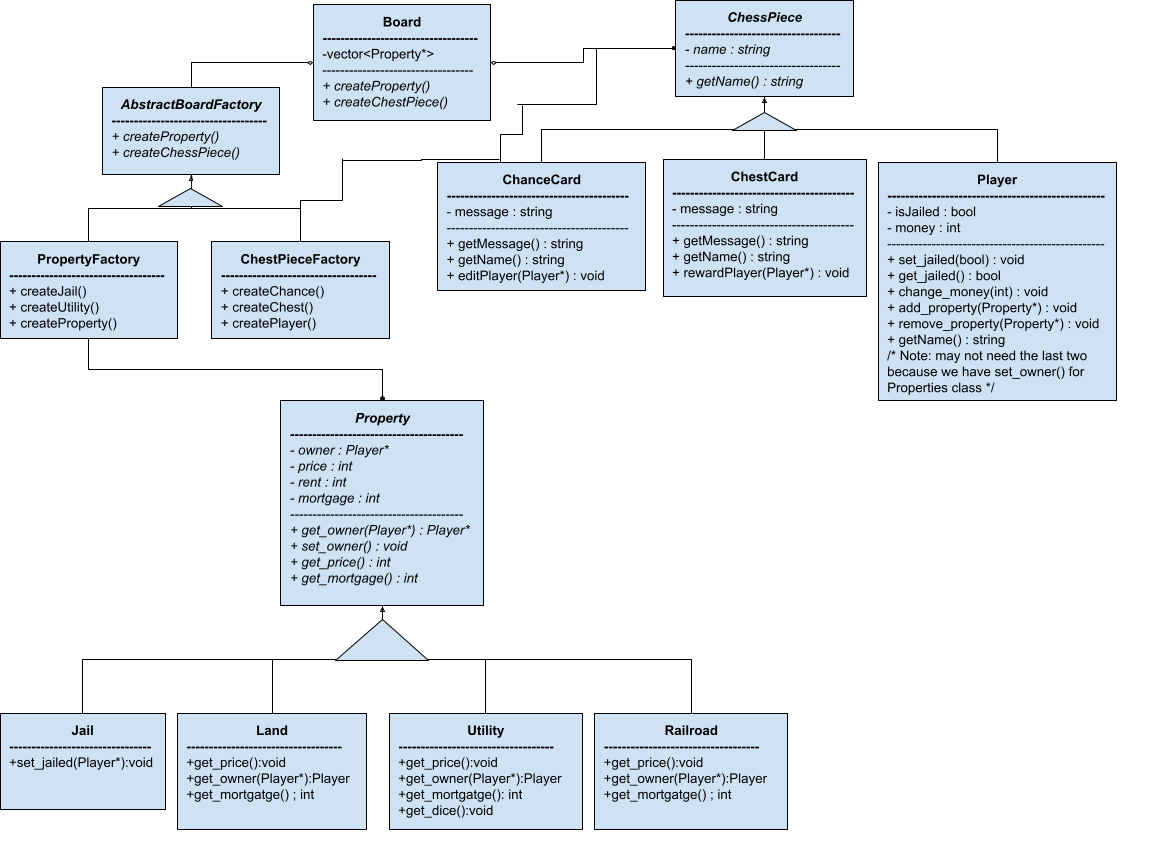 Board
-vector<Property*>
+ createProperty()
+ createChestPiece()
ChessPiece
- name : string
+ getName() : string
AbstractBoardFactory
+ createProperty()
+ createChessPiece()
ChanceCard
- message : string
+ getMessage() : string
+ getName() : string
+ editPlayer(Player*) : void
ChestCard
- message : string
+ getMessage() : string
+ getName() : string
+ rewardPlayer(Player*) : void
Player
- isJailed : bool
- money : int
+ set_jailed(bool) : void
+ get_jailed() : bool
+ change_money(int) : void
+ add_property(Property*) : void
+ remove_property(Property*) : void
+ getName() : string
/* Note: may not need the last two
because we have set_owner() for
Properties class */
PropertyFactory
+ createJail()
+ createUtility()
+ createProperty()
ChestPieceFactory
+ createChance()
+ createChest()
+ createPlayer()
Property
- owner : Player*
- price : int
- rent : int
- mortgage : int
+ get_owner(Player*) : Player*
+ set_owner() : void
+ get_price() : int
+ get_mortgage() : int
Jail
+set_jailed(Player*):void
Land
+get_price():void
+get_owner(Player*):Player
+get_mortgatge() ; int
Utility
+get_price():void
+get_owner(Player*):Player
+get_mortgatge(): int
+get_dice():void
Railroad
+get_price():void
+get_owner(Player*):Player
+get_mortgatge() ; int